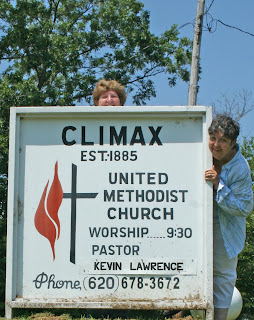 CLIMAX
EST·1885
UNITED
METHODIST
CHURCH
WORSHIP......9:30
PASTOR
KEVIN LAWRENCE
Phone, (620) 678-3672